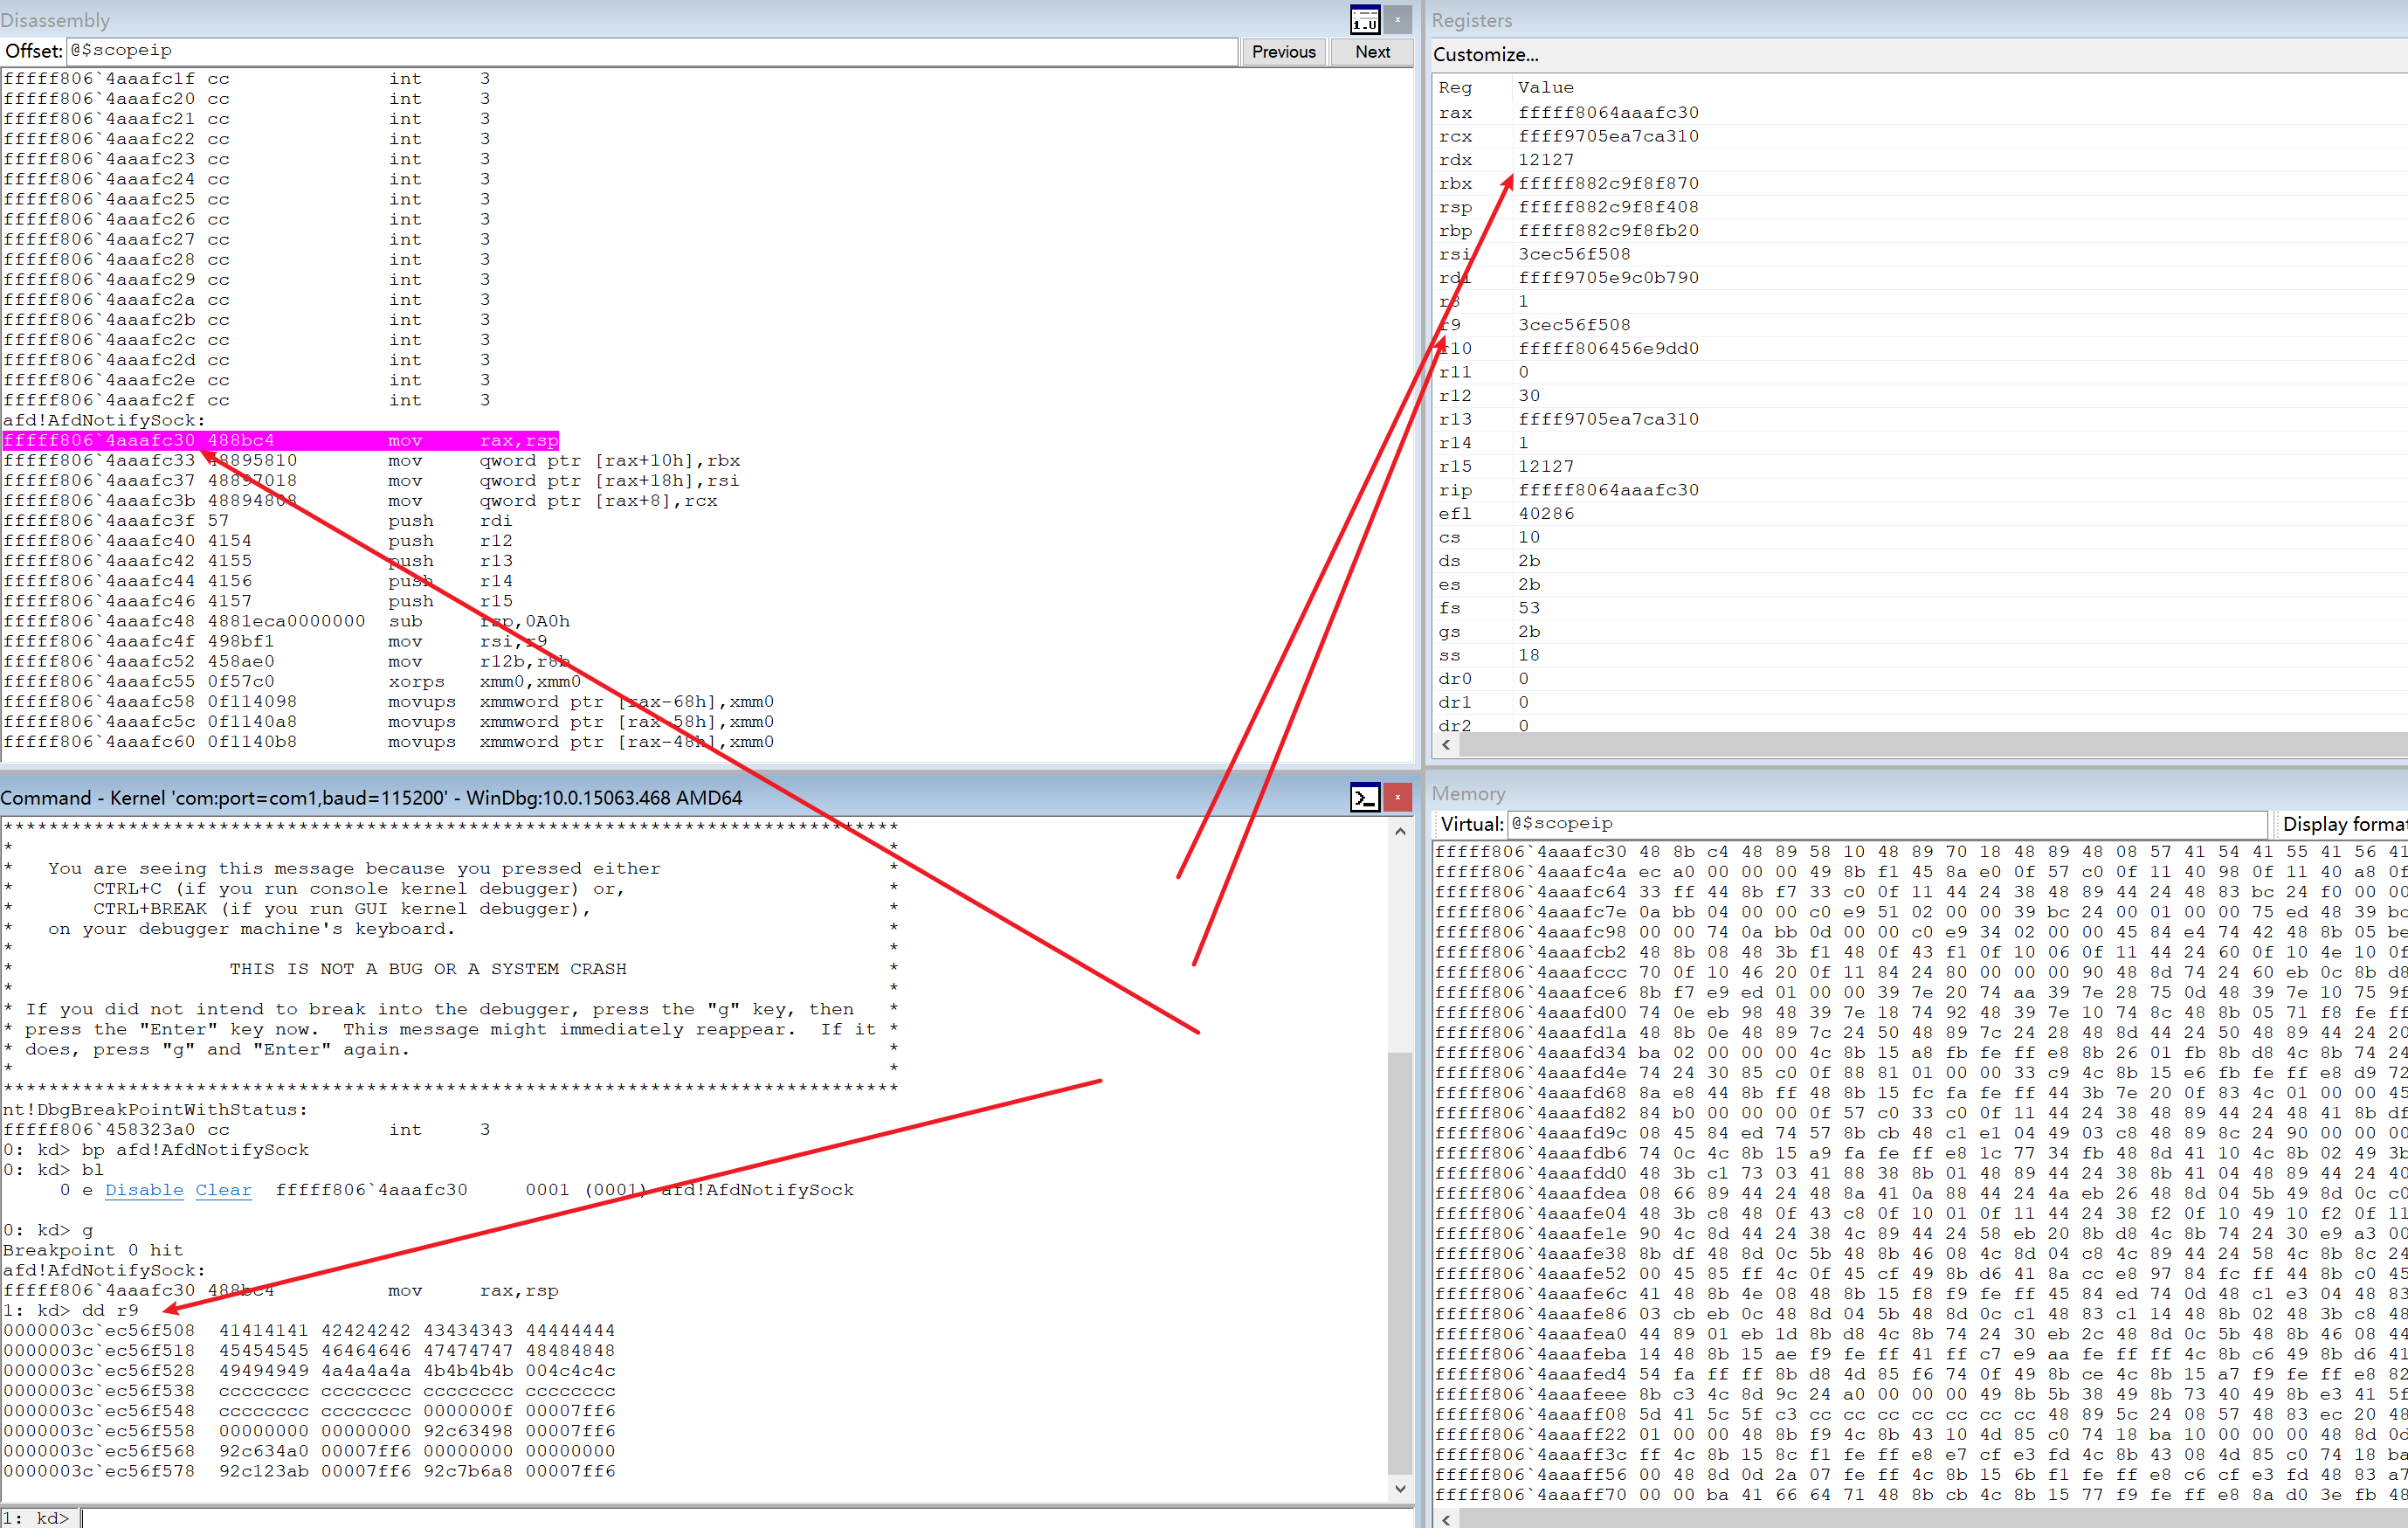 Disassembly
Offset: @$scopeip Previous Next
fffff806`4aaafc1f cc int 3
fffff806`4aaafc20 cc int 3
fffff806`4aaafc21 cc int 3
fffff806`4aaafc22 cc int 3
fffff806`4aaafc23 cc int 3
fffff806`4aaafc24 cc int 3
fffff806`4aaafc25 cc int 3
fffff806`4aaafc26 cc int 3
fffff806`4aaafc27 cc int 3
fffff806`4aaafc28 cc int 3
fffff806`4aaafc29 cc int 3
fffff806`4aaafc2a cc int 3
fffff806`4aaafc2b cc int 3
fffff806`4aaafc2c cc int 3
fffff806`4aaafc2d cc int 3
fffff806`4aaafc2e cc int 3
fffff806`4aaafc2f cc int 3
afd!AfdNotifySock:
fffff806`4aaafc30 488bc4 mov rax,rsp
fffff806`4aaafc33 48895810 mov qword ptr [rax+10h],rbx
fffff806`4aaafc37 48897018 mov qword ptr [rax+18h],rsi
fffff806`4aaafc3b 48894808 mov qword ptr [rax+8],rcx
fffff806`4aaafc3f 57 push rdi
fffff806`4aaafc40 4154 push r12
fffff806`4aaafc42 4155 push r13
fffff806`4aaafc44 4156 push r14
fffff806`4aaafc46 4157 push r15
fffff806`4aaafc48 4881eca0000000 sub rsp,0A0h
fffff806`4aaafc4f 498bf1 mov rsi,r9
fffff806`4aaafc52 458ae0 mov r12b,r8b
fffff806`4aaafc55 0f57c0 xorps xmm0,xmm0
fffff806`4aaafc58 0f114098 movups xmmword ptr [rax-68h],xmm0
fffff806`4aaafc5c 0f1140a8 movups xmmword ptr [rax-58h],xmm0
fffff806`4aaafc60 0f1140b8 movups xmmword ptr [rax-48h],xmm0
Registers
Customize...
Reg Value
rax fffff8064aaafc30
rcx ffff9705ea7ca310
rdx 12127
rbx fffff882c9f8f870
rsp fffff882c9f8f408
rbp fffff882c9f8fb20
rsi 3cec56f508
rdi ffff9705e9c0b790
r8 1
r9 3cec56f508
r10 fffff806456e9dd0
r11 0
r12 30
r13 ffff9705ea7ca310
r14 1
r15 12127
rip fffff8064aaafc30
efl 40286
cs 10
ds 2b
es 2b
fs 53
gs 2b
ss 18
dr0 0
dr1 0
dr2 0
Command - Kernel 'com:port=com1,baud=115200' - WinDbg:10.0.15063.468 AMD64
*******************************************************************************
* *
* You are seeing this message because you pressed either *
* CTRL+C (if you run console kernel debugger) or, *
* CTRL+BREAK (if you run GUI kernel debugger), *
* on your debugger machine's keyboard. *
* *
* THIS IS NOT A BUG OR A SYSTEM CRASH *
* *
* If you did not intend to break into the debugger, press the "g" key, then *
* press the "Enter" key now. This message might immediately reappear. If it *
* does, press "g" and "Enter" again. *
* *
*******************************************************************************
nt!DbgBreakPointWithStatus:
fffff806`458323a0 cc int 3
0: kd> bp afd!AfdNotifySock
0: kd> bl
0 e Disable Clear fffff806`4aaafc30 0001 (0001) afd!AfdNotifySock
0: kd> g
Breakpoint 0 hit
afd!AfdNotifySock:
fffff806`4aaafc30 488bc4 mov rax,rsp
1: kd> dd r9
0000003c`ec56f508 41414141 42424242 43434343 44444444
0000003c`ec56f518 45454545 46464646 47474747 48484848
0000003c`ec56f528 49494949 4a4a4a4a 4b4b4b4b 004c4c4c
0000003c`ec56f538 cccccccc cccccccc cccccccc cccccccc
0000003c`ec56f548 cccccccc cccccccc 0000000f 00007ff6
0000003c`ec56f558 00000000 00000000 92c63498 00007ff6
0000003c`ec56f568 92c634a0 00007ff6 00000000 00000000
0000003c`ec56f578 92c123ab 00007ff6 92c7b6a8 00007ff6
1: kd>
Memory
Virtual: @$scopeip Display format
fffff806`4aaafc30 48 8b c4 48 89 58 10 48 89 70 18 48 89 48 08 57 41 54 41 55 41 56 41
fffff806`4aaafc4a ec a0 00 00 00 49 8b f1 45 8a e0 0f 57 c0 0f 11 40 98 0f 11 40 a8 0f
fffff806`4aaafc64 33 ff 44 8b f7 33 c0 0f 11 44 24 38 48 89 44 24 48 83 bc 24 f0 00 00
fffff806`4aaafc7e 0a bb 04 00 00 c0 e9 51 02 00 00 39 bc 24 00 01 00 00 75 ed 48 39 bc
fffff806`4aaafc98 00 00 74 0a bb 0d 00 00 c0 e9 34 02 00 00 45 84 e4 74 42 48 8b 05 be
fffff806`4aaafcb2 48 8b 08 48 3b f1 48 0f 43 f1 0f 10 06 0f 11 44 24 60 0f 10 4e 10 0f
fffff806`4aaafccc 70 0f 10 46 20 0f 11 84 24 80 00 00 00 90 48 8d 74 24 60 eb 0c 8b d8
fffff806`4aaafce6 8b f7 e9 ed 01 00 00 39 7e 20 74 aa 39 7e 28 75 0d 48 39 7e 10 75 9f
fffff806`4aaafd00 74 0e eb 98 48 39 7e 18 74 92 48 39 7e 10 74 8c 48 8b 05 71 f8 fe ff
fffff806`4aaafd1a 48 8b 0e 48 89 7c 24 50 48 89 7c 24 28 48 8d 44 24 50 48 89 44 24 20
fffff806`4aaafd34 ba 02 00 00 00 4c 8b 15 a8 fb fe ff e8 8b 26 01 fb 8b d8 4c 8b 74 24
fffff806`4aaafd4e 74 24 30 85 c0 0f 88 81 01 00 00 33 c9 4c 8b 15 e6 fb fe ff e8 d9 72
fffff806`4aaafd68 8a e8 44 8b ff 48 8b 15 fc fa fe ff 44 3b 7e 20 0f 83 4c 01 00 00 45
fffff806`4aaafd82 84 b0 00 00 00 0f 57 c0 33 c0 0f 11 44 24 38 48 89 44 24 48 41 8b df
fffff806`4aaafd9c 08 45 84 ed 74 57 8b cb 48 c1 e1 04 49 03 c8 48 89 8c 24 90 00 00 00
fffff806`4aaafdb6 74 0c 4c 8b 15 a9 fa fe ff e8 1c 77 34 fb 48 8d 41 10 4c 8b 02 49 3b
fffff806`4aaafdd0 48 3b c1 73 03 41 88 38 8b 01 48 89 44 24 38 8b 41 04 48 89 44 24 40
fffff806`4aaafdea 08 66 89 44 24 48 8a 41 0a 88 44 24 4a eb 26 48 8d 04 5b 49 8d 0c c0
fffff806`4aaafe04 48 3b c8 48 0f 43 c8 0f 10 01 0f 11 44 24 38 f2 0f 10 49 10 f2 0f 11
fffff806`4aaafe1e 90 4c 8d 44 24 38 4c 89 44 24 58 eb 20 8b d8 4c 8b 74 24 30 e9 a3 00
fffff806`4aaafe38 8b df 48 8d 0c 5b 48 8b 46 08 4c 8d 04 c8 4c 89 44 24 58 4c 8b 8c 24
fffff806`4aaafe52 00 45 85 ff 4c 0f 45 cf 49 8b d6 41 8a cc e8 97 84 fc ff 44 8b c0 45
fffff806`4aaafe6c 41 48 8b 4e 08 48 8b 15 f8 f9 fe ff 45 84 ed 74 0d 48 c1 e3 04 48 83
fffff806`4aaafe86 03 cb eb 0c 48 8d 04 5b 48 8d 0c c1 48 83 c1 14 48 8b 02 48 3b c8 48
fffff806`4aaafea0 44 89 01 eb 1d 8b d8 4c 8b 74 24 30 eb 2c 48 8d 0c 5b 48 8b 46 08 44
fffff806`4aaafeba 14 48 8b 15 ae f9 fe ff 41 ff c7 e9 aa fe ff ff 4c 8b c6 49 8b d6 41
fffff806`4aaafed4 54 fa ff ff 8b d8 4d 85 f6 74 0f 49 8b ce 4c 8b 15 a7 f9 fe ff e8 82
fffff806`4aaafeee 8b c3 4c 8d 9c 24 a0 00 00 00 49 8b 5b 38 49 8b 73 40 49 8b e3 41 5f
fffff806`4aaaff08 5d 41 5c 5f c3 cc cc cc cc cc cc cc 48 89 5c 24 08 57 48 83 ec 20 48
fffff806`4aaaff22 01 00 00 48 8b f9 4c 8b 43 10 4d 85 c0 74 18 ba 10 00 00 00 48 8d 0d
fffff806`4aaaff3c ff 4c 8b 15 8c f1 fe ff e8 e7 cf e3 fd 4c 8b 43 08 4d 85 c0 74 18 ba
fffff806`4aaaff56 00 48 8d 0d 2a 07 fe ff 4c 8b 15 6b f1 fe ff e8 c6 cf e3 fd 48 83 a7
fffff806`4aaaff70 00 00 ba 41 66 64 71 48 8b cb 4c 8b 15 77 f9 fe ff e8 8a d0 3e fb 48